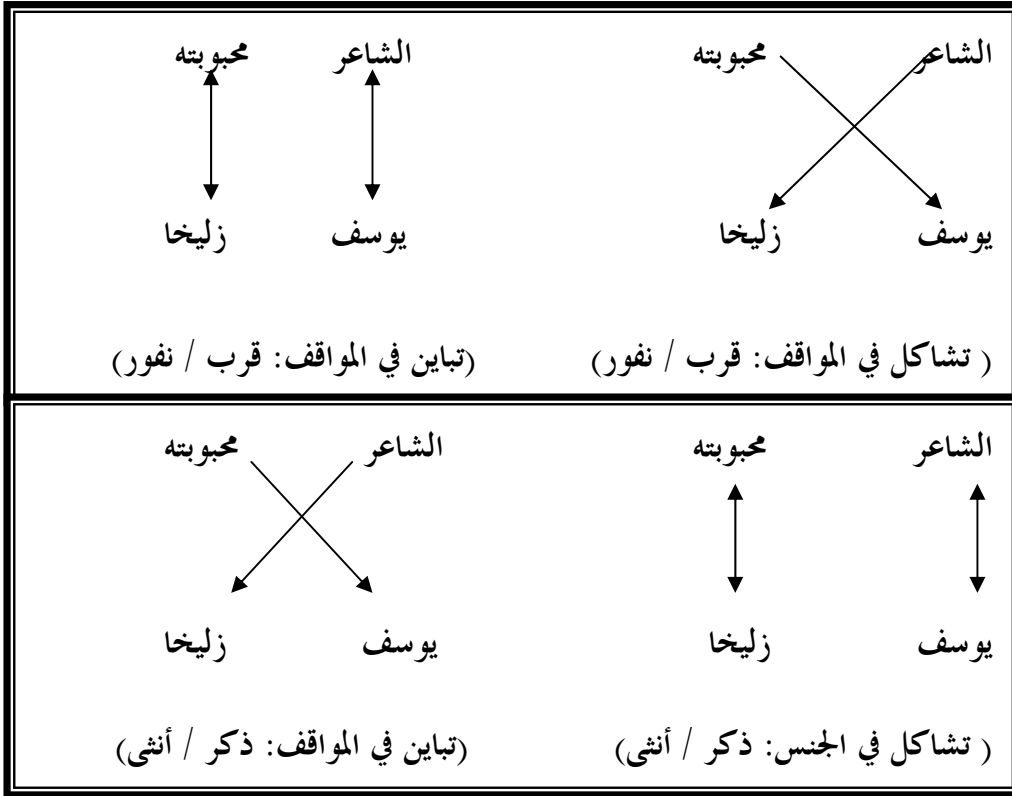 الشاعر محبوبته الشاعر محبوبته
يوسف زليخا يوسف زليخا
( تشاكل في المواقف: قرب / نفور) (تباين في المواقف: قرب / نفور)
الشاعر محبوبته الشاعر محبوبته
يوسف زليخا يوسف زليخا
( تشاكل في الجنس: ذكر / أنثى) (تباين في المواقف: ذكر / أنثى)